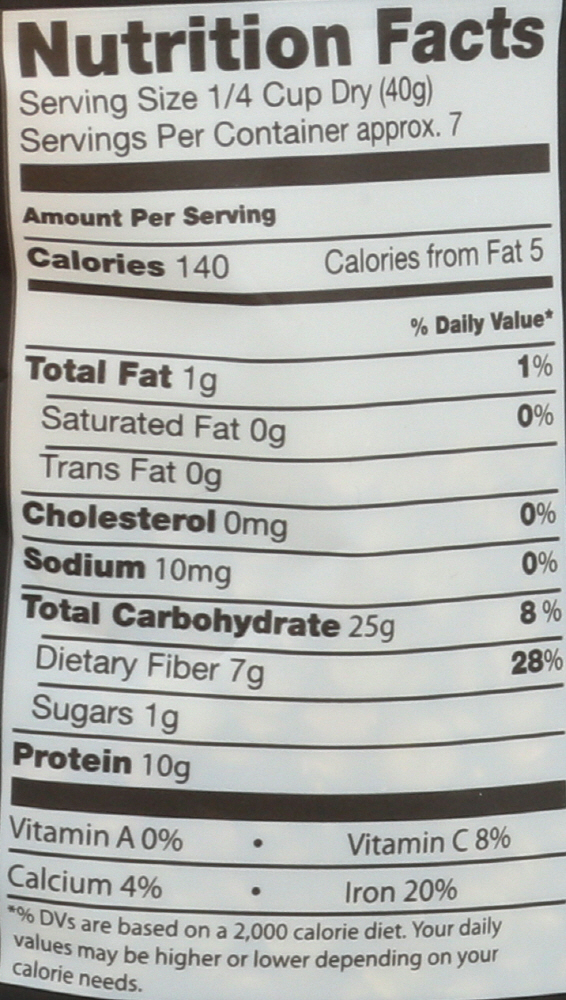 Nutrition Facts
Serving Size 1/4 Cup Dry (40g)
Servings Per Container approx. 7
Amount Per Serving
Calories 140 Calories from Fat 5
% Daily Value*
Total Fat 1g 1%
Saturated Fat 0g 0%
Trans Fat 0g
Cholesterol 0mg 0%
Sodium 10mg 0%
Total Carbohydrate 25g 8%
Dietary Fiber 7g 28%
Sugars 1g
Protein 10g
Vitamin A 0% • Vitamin C 8%
Calcium 4% • Iron 20%
*% DVs are based on a 2,000 calorie diet. Your daily
values may be higher or lower depending on your
calorie needs.